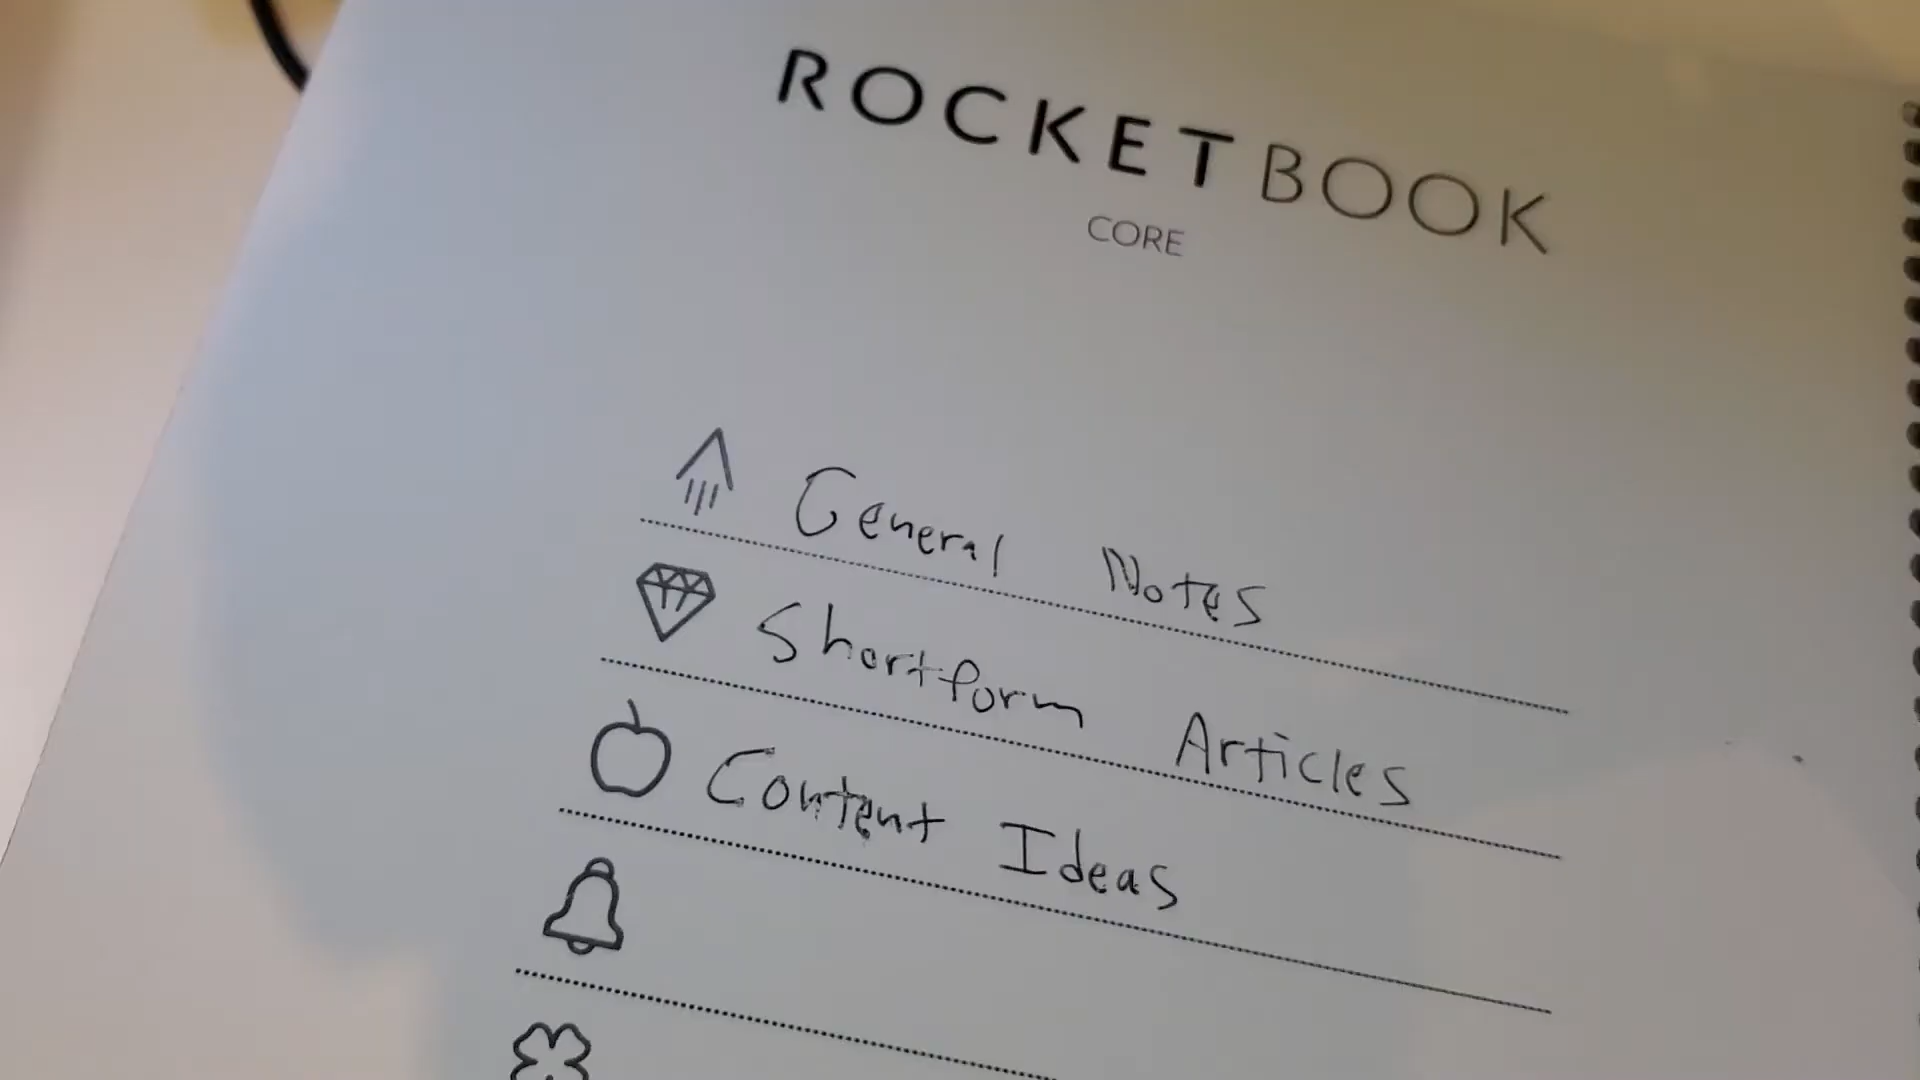 ROCKETBOOK
CORE
General Notes
Shortform Articles
Content Ideas